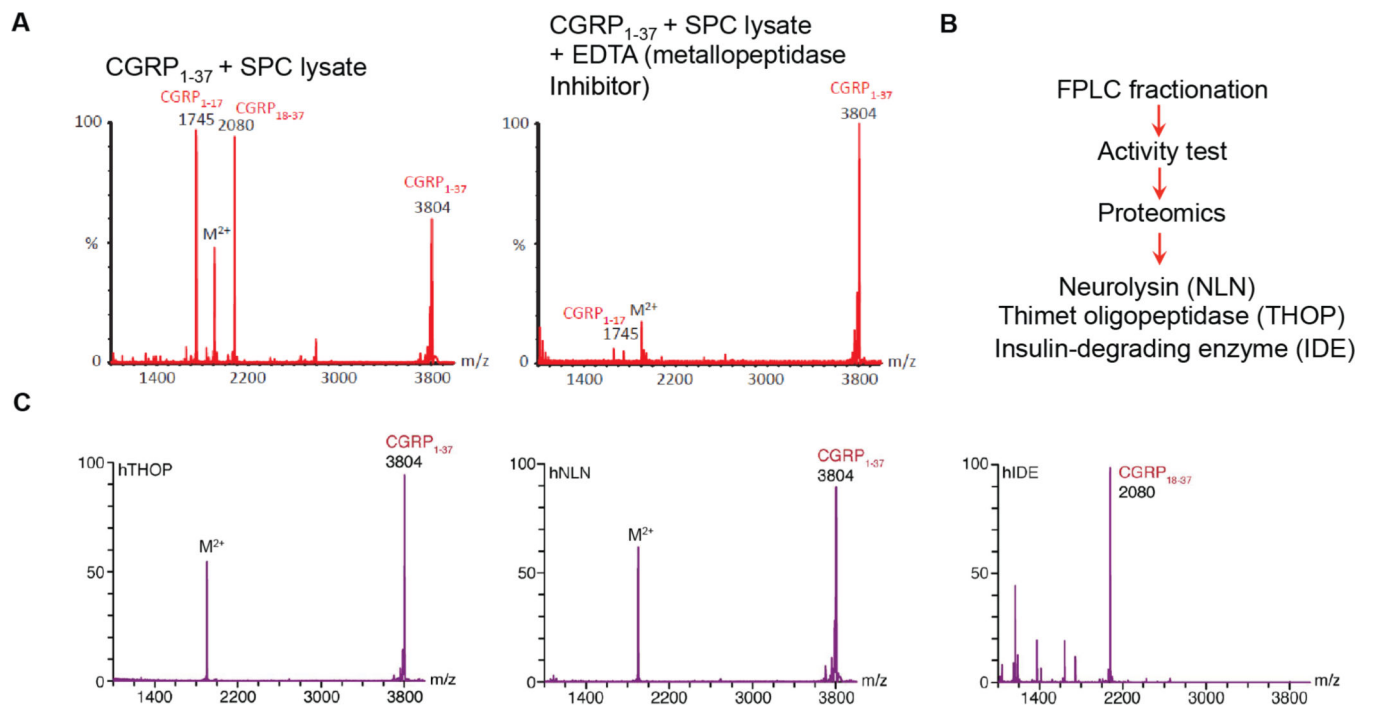 A
CGRP1-37 + SPC lysate
CGRP1-17
1745
CGRP18-37
2080
M2+
CGRP1-37
3804
100
%
0
1400
2200
3000
3800
m/z
CGRP1-37 + SPC lysate
+ EDTA (metallopeptidase
Inhibitor)
CGRP1-37
3804
CGRP1-17
1745
M2+
100
%
0
1400
2200
3000
3800
m/z
B
FPLC fractionation
Activity test
Proteomics
Neurolysin (NLN)
Thimet oligopeptidase (THOP)
Insulin-degrading enzyme (IDE)
C
hTHOP
CGRP1-37
3804
M2+
100
50
0
1400
2200
3000
3800
m/z
hNLN
CGRP1-37
3804
M2+
100
50
0
1400
2200
3000
3800
m/z
hIDE
CGRP18-37
2080
100
50
0
1400
2200
3000
3800
m/z